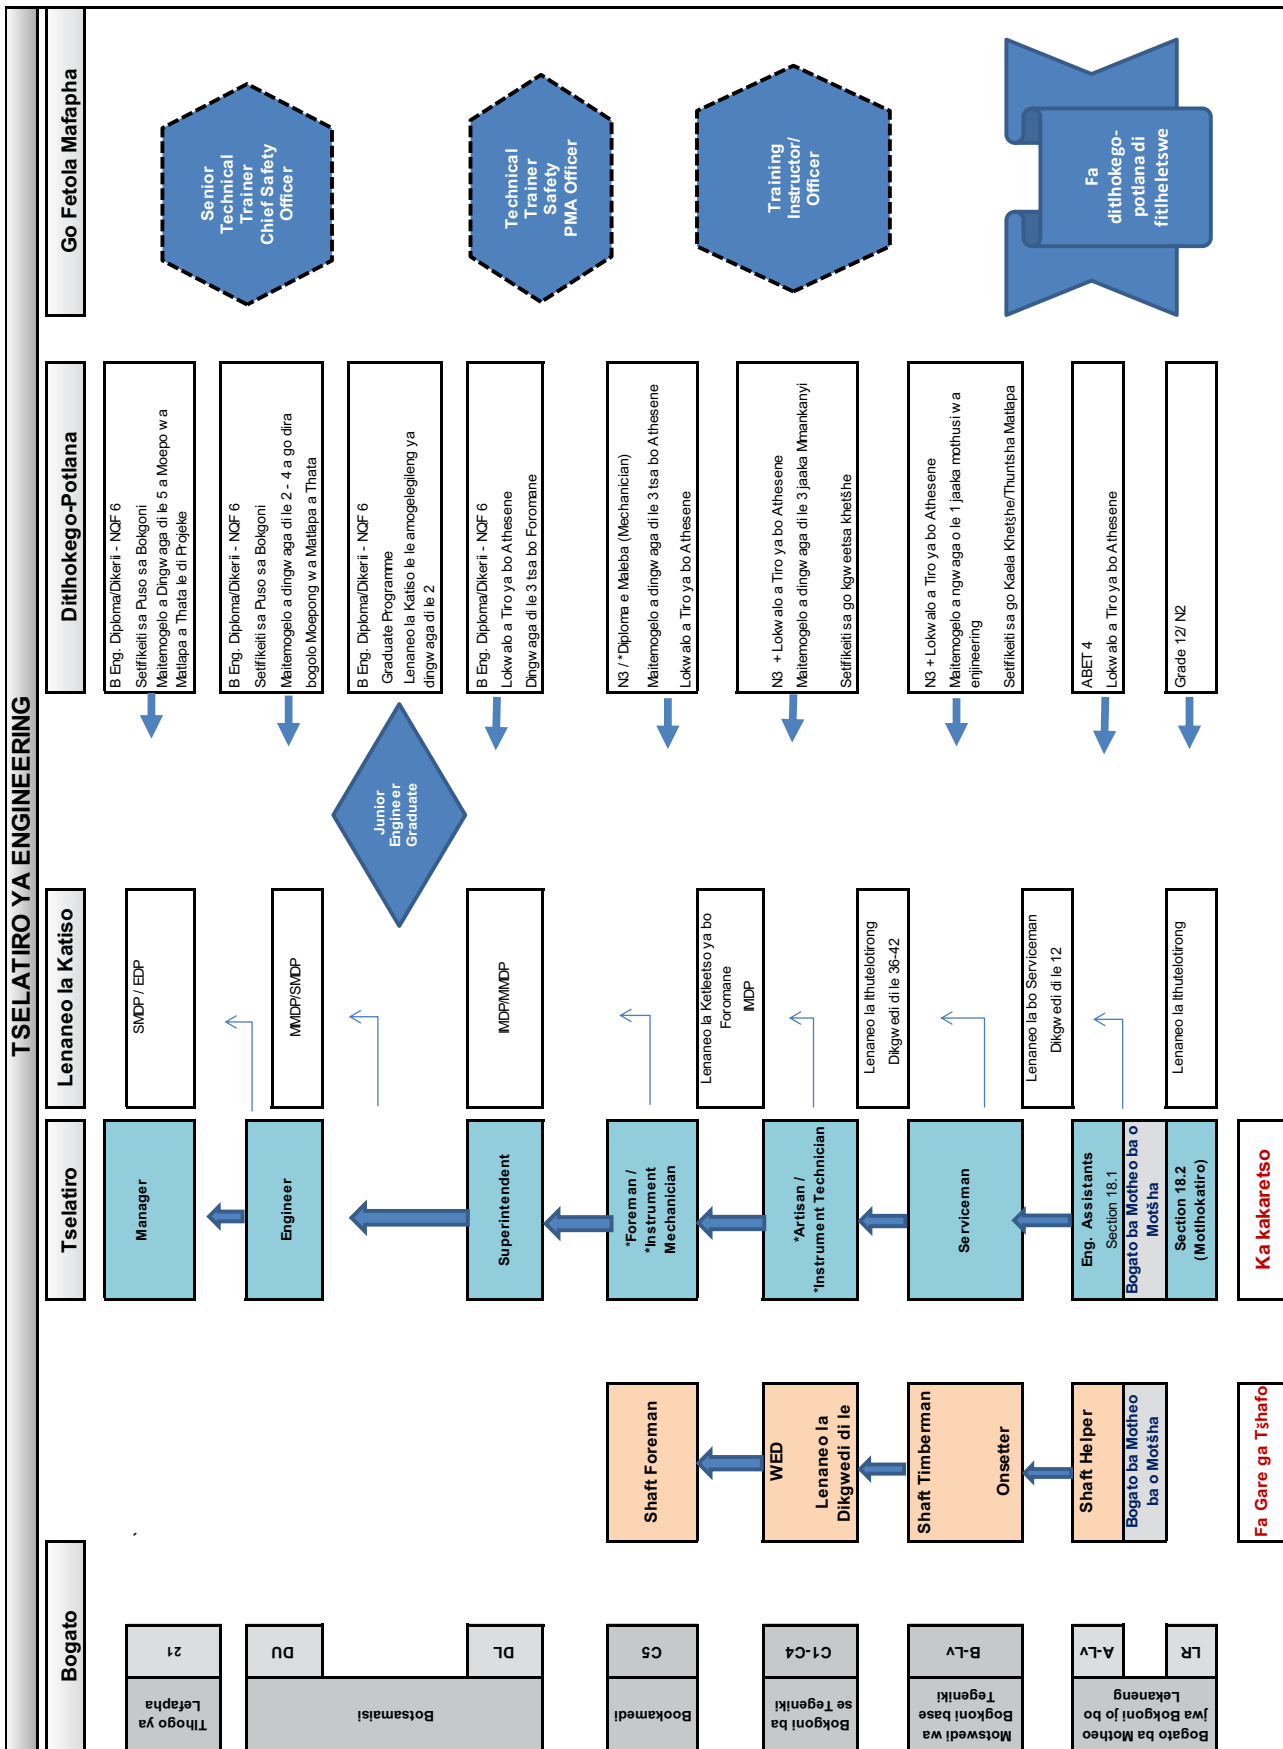 TSELATIRO YA ENGINEERING
Bogato
Tselatiro
Lenaneo la Katiso
Ditlhokego-Potlana
Go Fetola Mafapha
Tlhogo ya
Lefapha
21
Manager
SMDP / EDP
B Eng. Diploma/Dikerii - NQF 6
Setifikeiti sa Puso sa Bokgoni
Maitemogelo a Dingwaga di le 5 a Moepo wa
Matlapa a Thata le di Projeke
Senior
Technical
Trainer
Chief Safety
Officer
Botsamaisi
DU
Engineer
MMDP/SMDP
B Eng. Diploma/Dikerii - NQF 6
Setifikeiti sa Puso sa Bokgoni
Maitemogelo a dingwaga di le 2 - 4 a go dira
bogolo Moepong wa Matlapa a Thata
Junior
Engineer
Graduate
B Eng. Diploma/Dikerii - NQF 6
Graduate Programme
Lenaneo la Katiso le le amogelegileng ya
dingwaga di le 2
DL
Superintendent
IMDP/MMDP
B Eng. Diploma/Dikerii - NQF 6
Lokwalo a Tiro ya bo Athesene
Dingwaga di le 3 tsa bo Foromane
Technical
Trainer
Safety
PMA Officer
Bookamedi
C5
Shaft Foreman
*Foreman /
*Instrument
Mechanician
Lenaneo la Ketleetso ya bo
Foromane
IMDP
N3 / *Diploma e Maleba (Mechanician)
Maitemogelo a dingwaga di le 3 tsa bo Athesene
Lokwalo a Tiro ya bo Athesene
Bokgoni ba
se Tegeniki
C1-C4
WED
Lenaneo la
Dikgwedi di le
*Artisan /
*Instrument Technician
Lenaneo la Ithutelotirong
Dikgwedi di le 36-42
N3 + Lokwalo a Tiro ya bo Athesene
Maitemogelo a dingwaga di le 3 jaaka Mmankanyi
Setifikeiti sa go kgweetsa khetšhe
Training
Instructor/
Officer
Motswedi wa
Bogkoni base
Tegeniki
B-Lv
Shaft Timberman
Onsetter
Serviceman
Lenaneo la bo Serviceman
Dikgwedi di le 12
N3 + Lokwalo a Tiro ya bo Athesene
Maitemogelo a ngwaga o le 1 jaaka mothusi wa
enjineering
Setifikeiti sa go Kaela Khetšhe/Thuntsha Matlapa
Bogato ba Motheo
jwa Bokgoni jo bo
Lekaneng
A-Lv
Shaft Helper
Bogato ba Motheo
ba o Motšha
Eng. Assistants
Section 18.1
Bogato ba Motheo ba o
Motšha
ABET 4
Lokwalo a Tiro ya bo Athesene
LR
Section 18.2
(Motlhokatiro)
Lenaneo la Ithutelotirong
Grade 12/ N2
Fa
ditlhokego-
potlana di
fitlheletswe
Fa Gare ga Tšhafo
Ka kakaretso